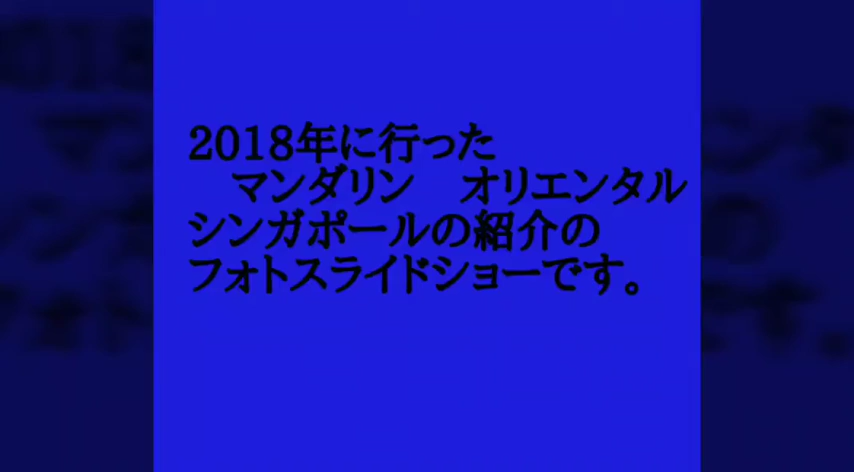 2018年に行った
　マンダリン　オリエンタル
シンガポールの紹介の
フォトスライドショーです。